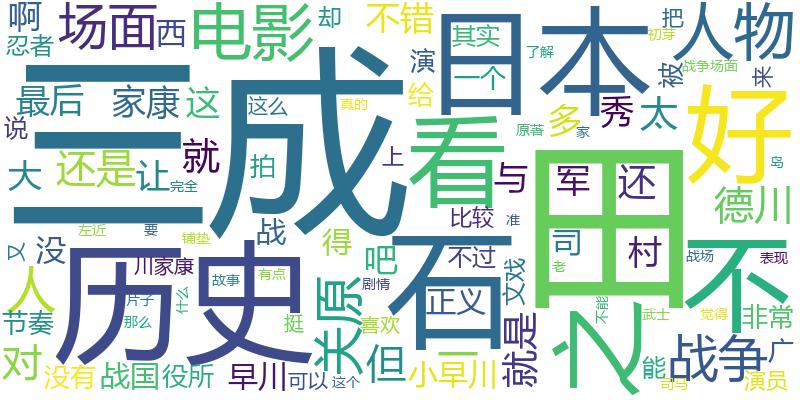 啊 场面 西 电影 却 不错 日本 把 人物
忍者 三 成 演 其实 一个 了解 战争场面 初芽 被 来
最后 家康 这 这么 真的 给 看 原著 多 家 秀 太 好
说 还是 就 拍 上 与 田 军 还 岛
大 让 完全 德川
又 没 左近 要 铺垫 战 得 吧 比较 准 司 村 不
历史 川家康 故事 有点 关原 石 不过 文戏 老 战场 表现
人 片子 什么 剧情 正义 之 不能 武士 觉得 非常
节奏 那么 挺 喜欢 就是 战争 广
对 没有 战国 役所 早川 可以 这个 但 小早川 一 能 司马 演员